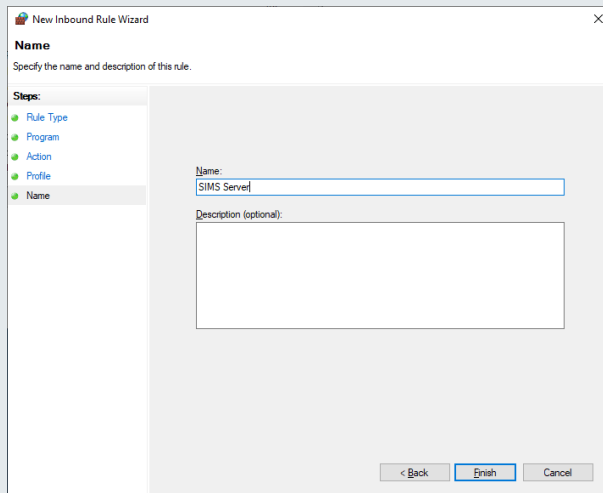 New Inbound Rule Wizard
Name
Specify the name and description of this rule.
Steps:
Rule Type
Program
Action
Profile
Name
Name:
SIMS Server
Description (optional):
< Back
Finish
Cancel